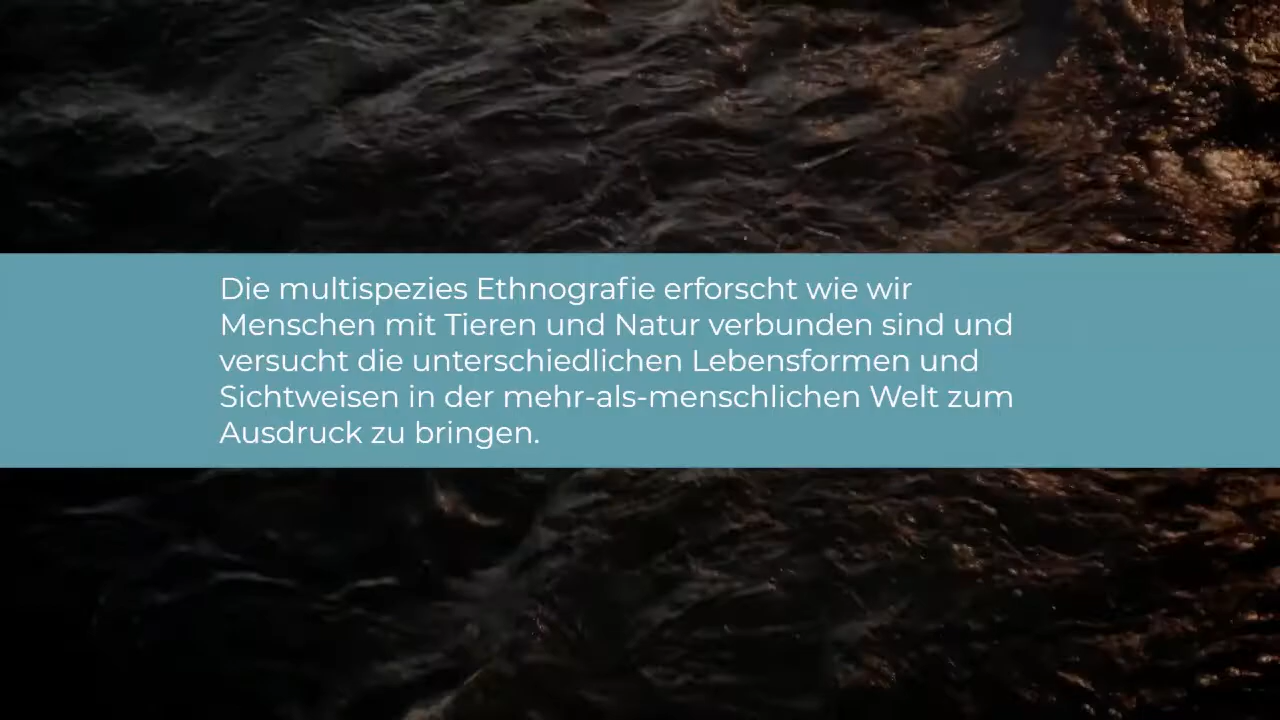 Die multispezies Ethnografie erforscht wie wir
Menschen mit Tieren und Natur verbunden sind und
versucht die unterschiedlichen Lebensformen und
Sichtweisen in der mehr-als-menschlichen Welt zum
Ausdruck zu bringen.